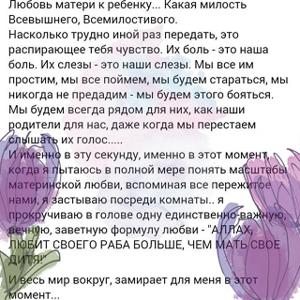 Любовь матери к ребенку... Какая милость
Всевышнего, Всемилостивого.
Насколько трудно иной раз передать, это
распирающее тебя чувство. Их боль - это наша
боль. Их слезы - это наши слезы. Мы все им
простим, мы все поймем, мы будем стараться, мы
никогда не предадим - мы будем этого бояться.
Мы будем всегда рядом для них, как наши
родители для нас, даже когда мы перестаем
слышать их голос.....
И именно в эту секунду, именно в этот момент,
когда я пытаюсь в полной мере понять масштабы
материнской любви, вспоминая все пережитое
нами, я застываю посреди комнаты.. я
прокручиваю в голове одну единственно-важную,
вечную, заветную формулу любви - "АЛЛАХ,
ЛЮБИТ СВОЕГО РАБА БОЛЬШЕ, ЧЕМ МАТЬ СВОЕ
ДИТЯ!"
И весь мир вокруг, замирает для меня в этот
момент...